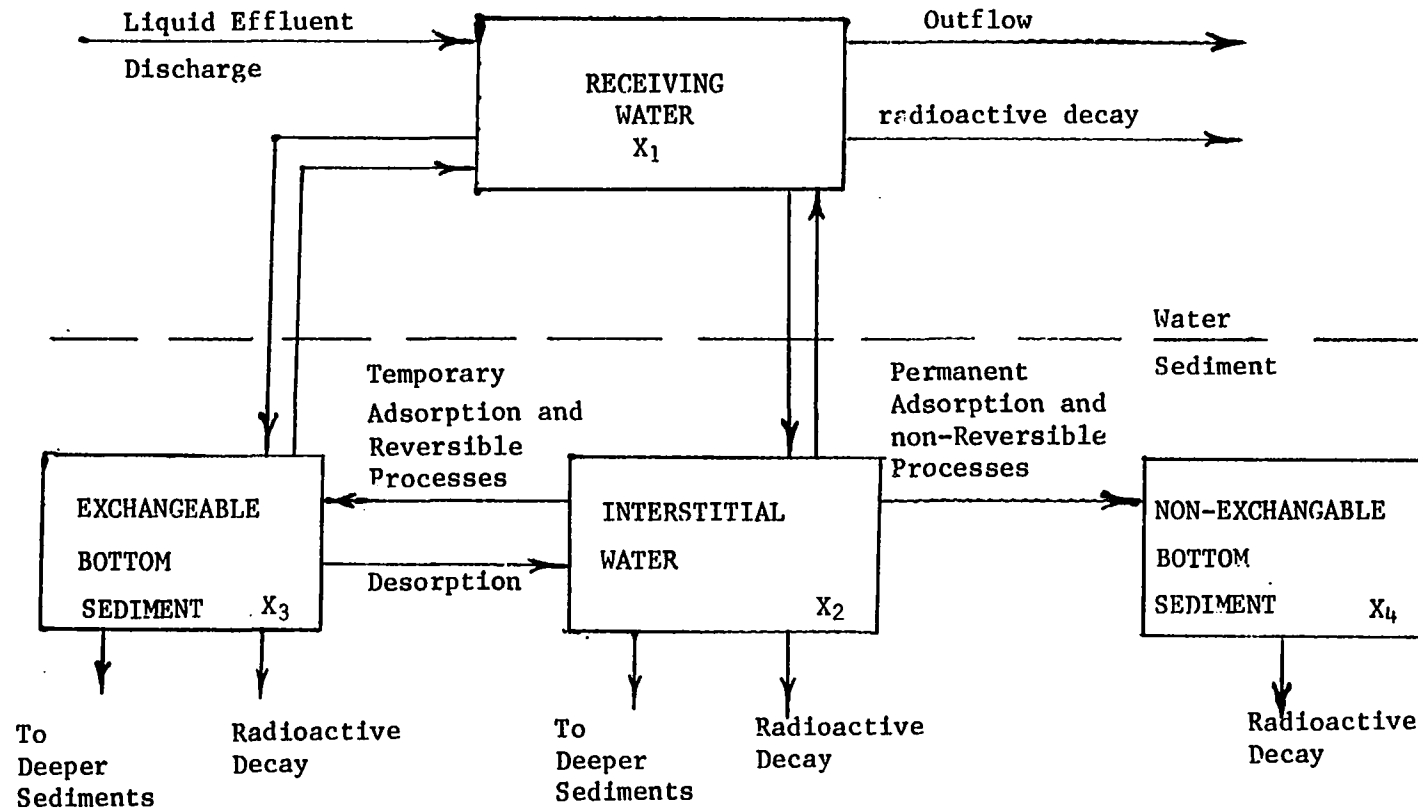 Liquid Effluent
Discharge
Outflow
RECEIVING
WATER
X₁
radioactive decay
Water
Sediment
Temporary
Adsorption and
Reversible
Processes
Permanent
Adsorption and
non-Reversible
Processes
EXCHANGEABLE
BOTTOM
SEDIMENT X₃
Desorption
INTERSTITIAL
WATER
X₂
NON-EXCHANGABLE
BOTTOM
SEDIMENT X₄
To
Deeper
Sediments
Radioactive
Decay
To
Deeper
Sediments
Radioactive
Decay
Radioactive
Decay